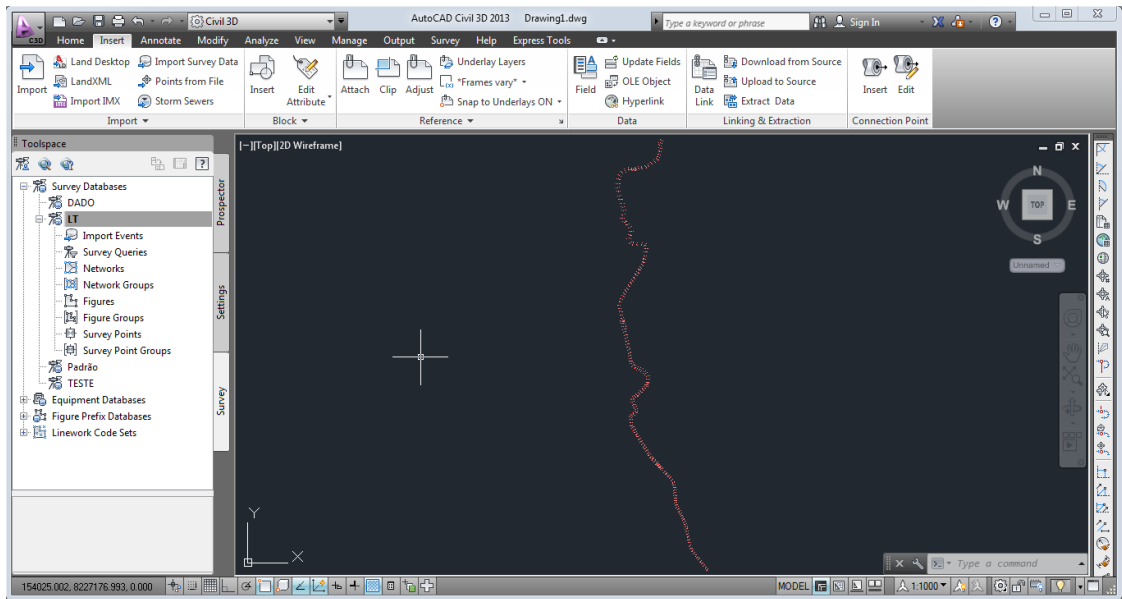 Civil 3D
AutoCAD Civil 3D 2013 Drawing1.dwg
Type a keyword or phrase
Sign In
C3D
Home Insert Annotate Modify Analyze View Manage Output Survey Help Express Tools
Import
Land Desktop
LandXML
Import IMX
Import Survey Data
Points from File
Storm Sewers
Import
Insert
Edit
Attribute
Block
Attach
Clip
Adjust
Underlay Layers
*Frames vary*
Snap to Underlays ON
Reference
Field
Update Fields
OLE Object
Hyperlink
Data
Data
Link
Download from Source
Upload to Source
Extract Data
Linking & Extraction
Insert
Edit
Connection Point
Toolspace
Survey Databases
DADO
LT
Import Events
Survey Queries
Networks
Network Groups
Figures
Figure Groups
Survey Points
Survey Point Groups
Padrão
TESTE
Equipment Databases
Figure Prefix Databases
Linework Code Sets
Prospector
Settings
Survey
[−][Top][2D Wireframe]
N
W
TOP
E
S
Unnamed
Y
X
Type a command
154025.002, 8227176.993, 0.000
MODEL
1:1000